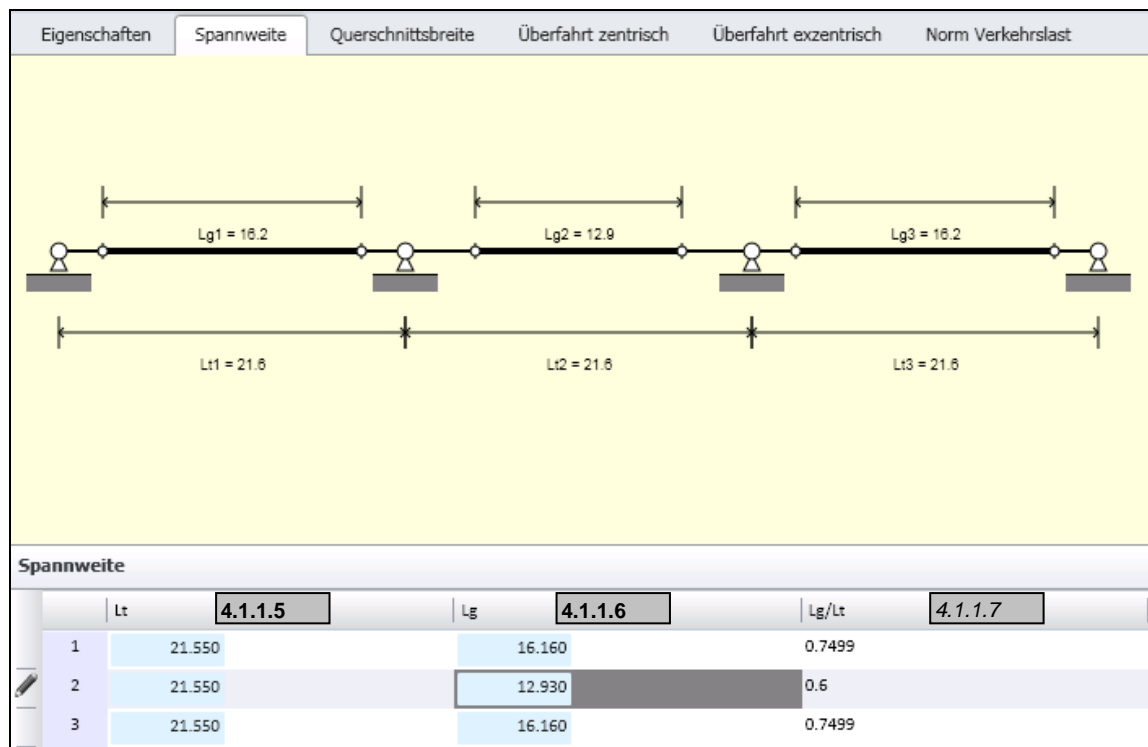 Eigenschaften Spannweite Querschnittsbreite Überfahrt zentrisch Überfahrt exzentrisch Norm Verkehrslast
Lg1 = 16.2 Lg2 = 12.9 Lg3 = 16.2
Lt1 = 21.6 Lt2 = 21.6 Lt3 = 21.6
Spannweite
Lt 4.1.1.5 Lg 4.1.1.6 Lg/Lt 4.1.1.7
1 21.550 16.160 0.7499
2 21.550 12.930 0.6
3 21.550 16.160 0.7499